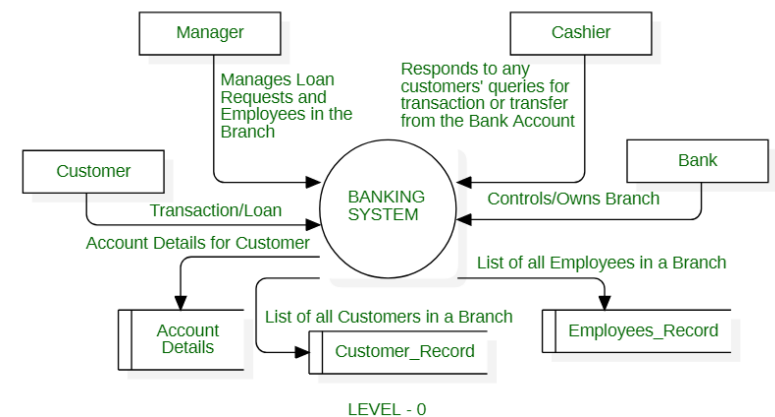 Manager
Cashier
Manages Loan
Requests and
Employees in the
Branch
Responds to any
customers' queries for
transaction or transfer
from the Bank Account
Customer
Bank
BANKING
SYSTEM
Transaction/Loan
Controls/Owns Branch
Account Details for Customer
List of all Employees in a Branch
List of all Customers in a Branch
Account
Details
Customer_Record
Employees_Record
LEVEL - 0